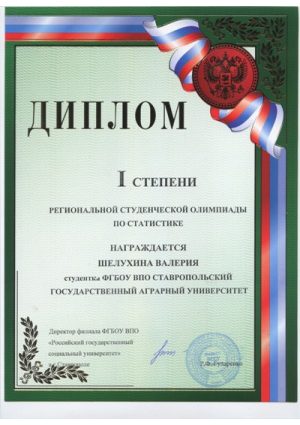 ДИПЛОМ
I СТЕПЕНИ
РЕГИОНАЛЬНОЙ СТУДЕНЧЕСКОЙ ОЛИМПИАДЫ
ПО СТАТИСТИКЕ
НАГРАЖДАЕТСЯ
ШЕЛУХИНА ВАЛЕРИЯ
студентка ФГБОУ ВПО СТАВРОПОЛЬСКИЙ
ГОСУДАРСТВЕННЫЙ АГРАРНЫЙ УНИВЕРСИТЕТ
Директор филиала ФГБОУ ВПО
«Российский государственный
социальный университет»